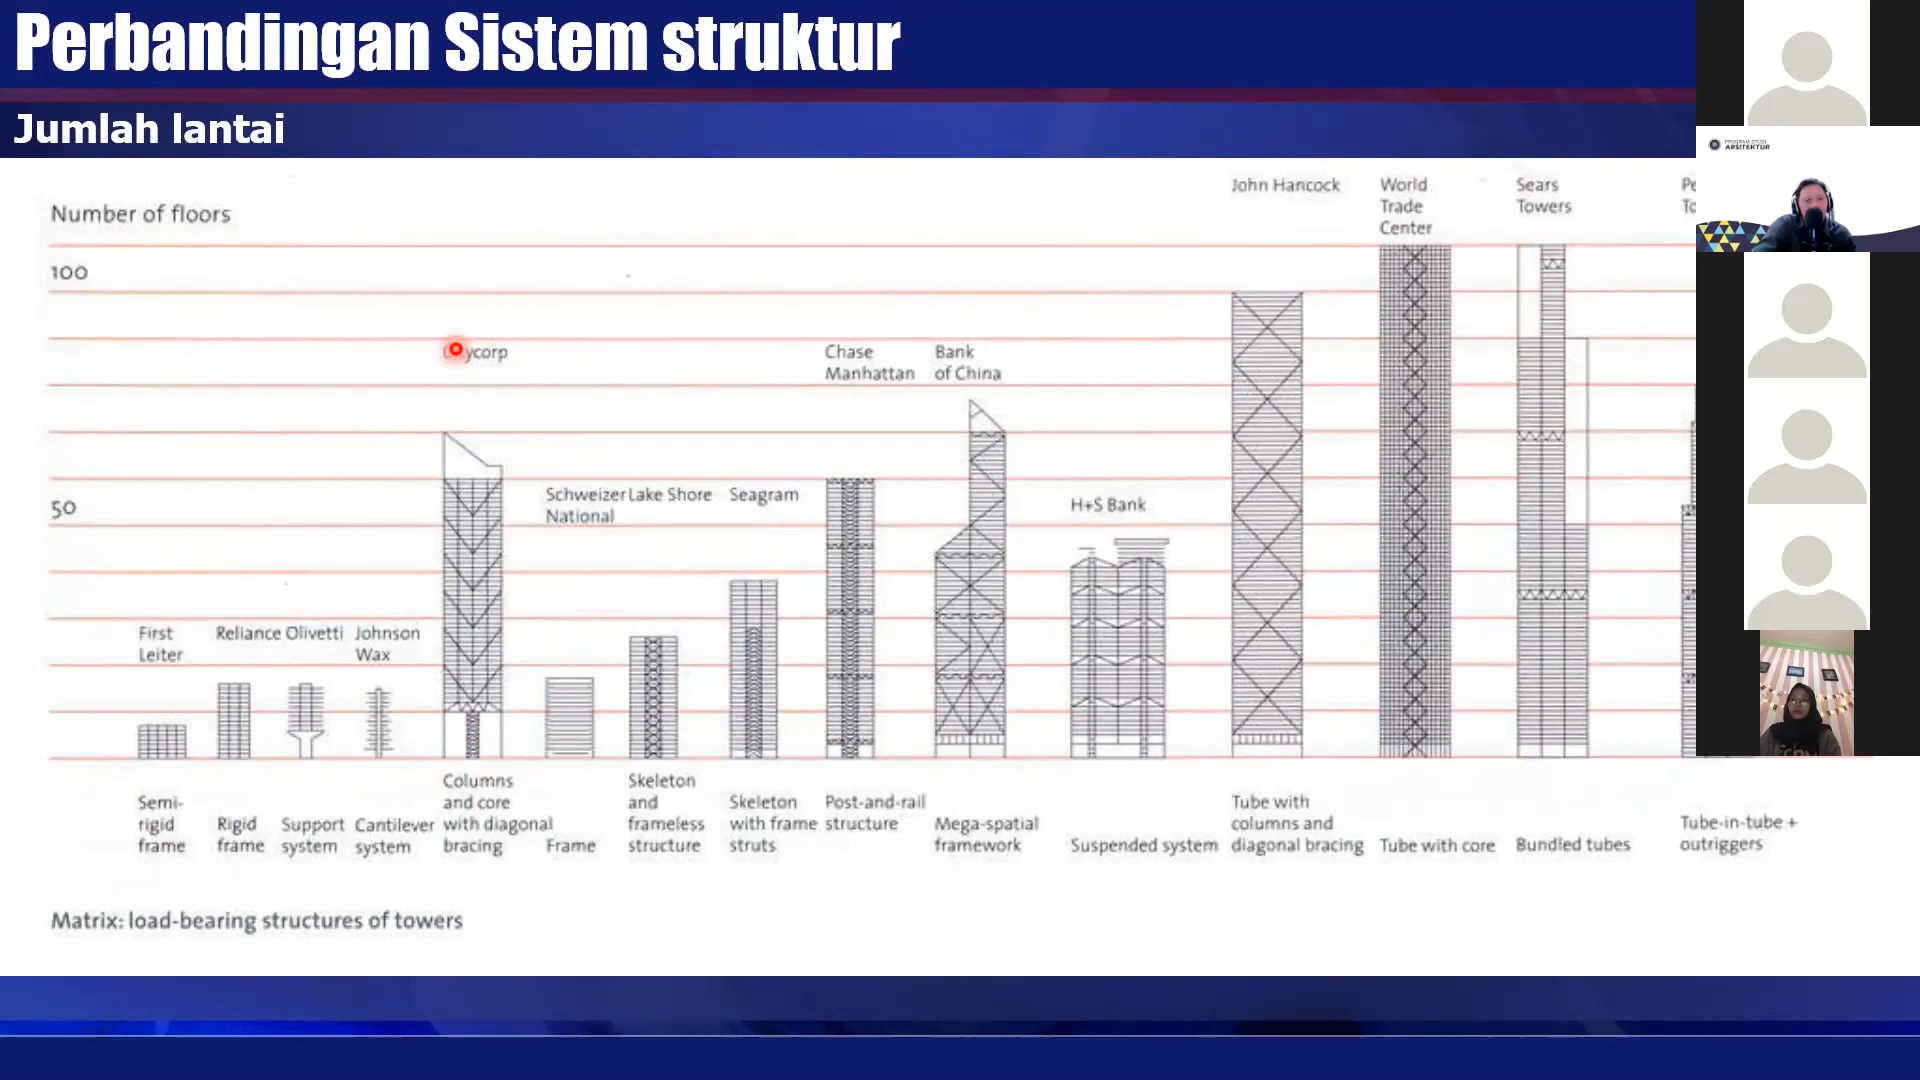 Perbandingan Sistem struktur
Jumlah lantai
PROGRAM STUDI
ARSITEKTUR
Number of floors
100
50
John Hancock
World
Trade
Center
Sears
Towers
ycorp
Chase
Manhattan
Bank
of China
Schweizer
National
Lake Shore
Seagram
H+S Bank
First
Leiter
Reliance
Olivetti
Johnson
Wax
Semi-
rigid
frame
Rigid
frame
Support
system
Cantilever
system
Columns
and core
with diagonal
bracing
Frame
Skeleton
and
frameless
structure
Skeleton
with frame
struts
Post-and-rail
structure
Mega-spatial
framework
Suspended system
Tube with
columns and
diagonal bracing
Tube with core
Bundled tubes
Tube-in-tube +
outriggers
Matrix: load-bearing structures of towers